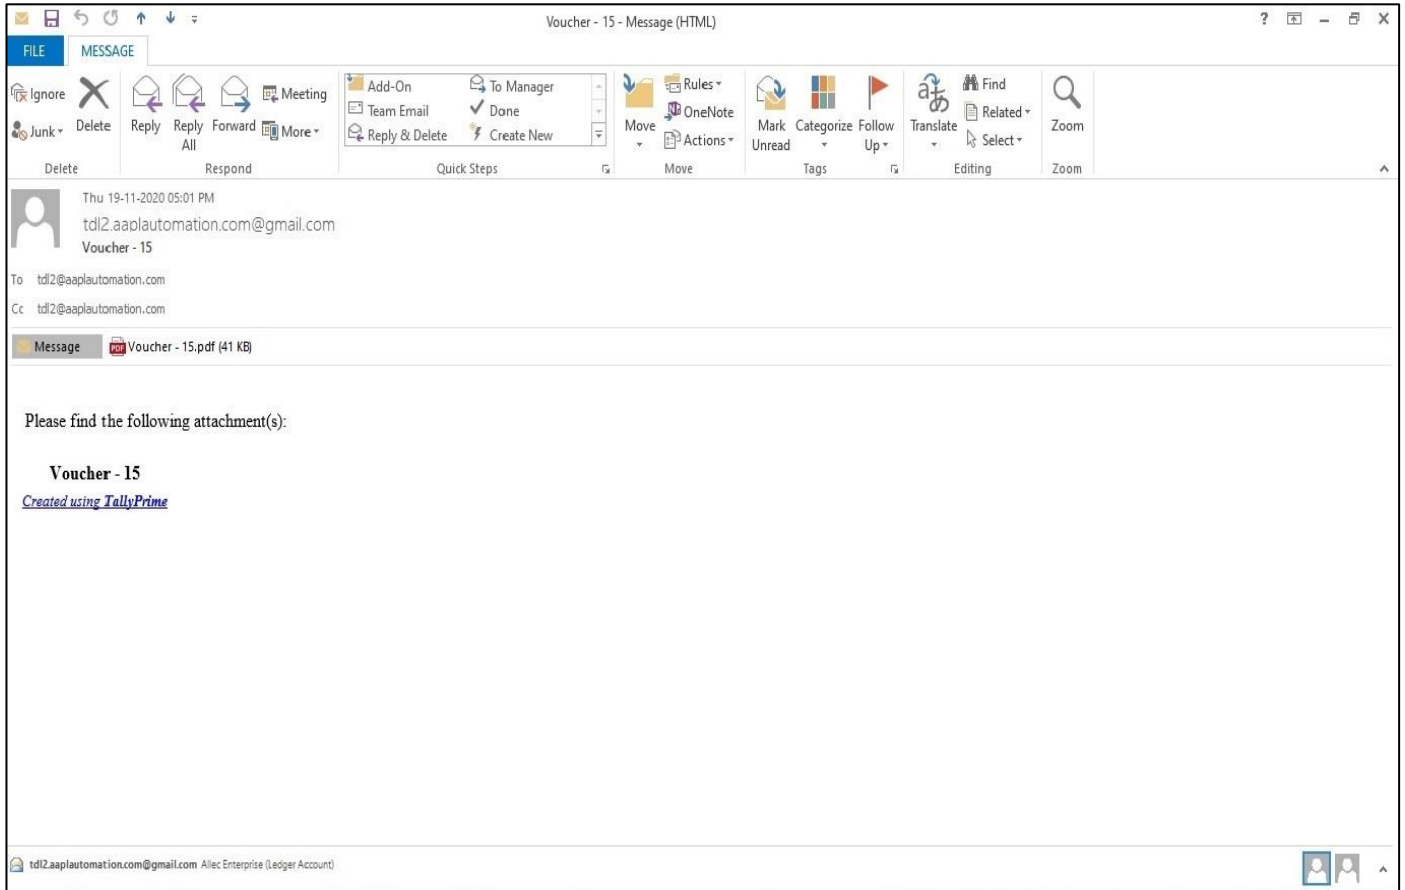 Voucher - 15 - Message (HTML)
?
FILE MESSAGE
Ignore
Junk
Delete
Reply
Reply All
Forward
Meeting
More
Add-On
Team Email
Reply & Delete
To Manager
Done
Create New
Move
Rules
OneNote
Actions
Mark Unread
Categorize
Follow Up
Translate
Find
Related
Select
Zoom
Delete Respond Quick Steps Move Tags Editing Zoom
Thu 19-11-2020 05:01 PM
tdl2.aaplautomation.com@gmail.com
Voucher - 15
To tdl2@aaplautomation.com
Cc tdl2@aaplautomation.com
Message PDF Voucher - 15.pdf (41 KB)
Please find the following attachment(s):
Voucher - 15
Created using TallyPrime
tdl2.aaplautomation.com@gmail.com Allec Enterprise (Ledger Account)